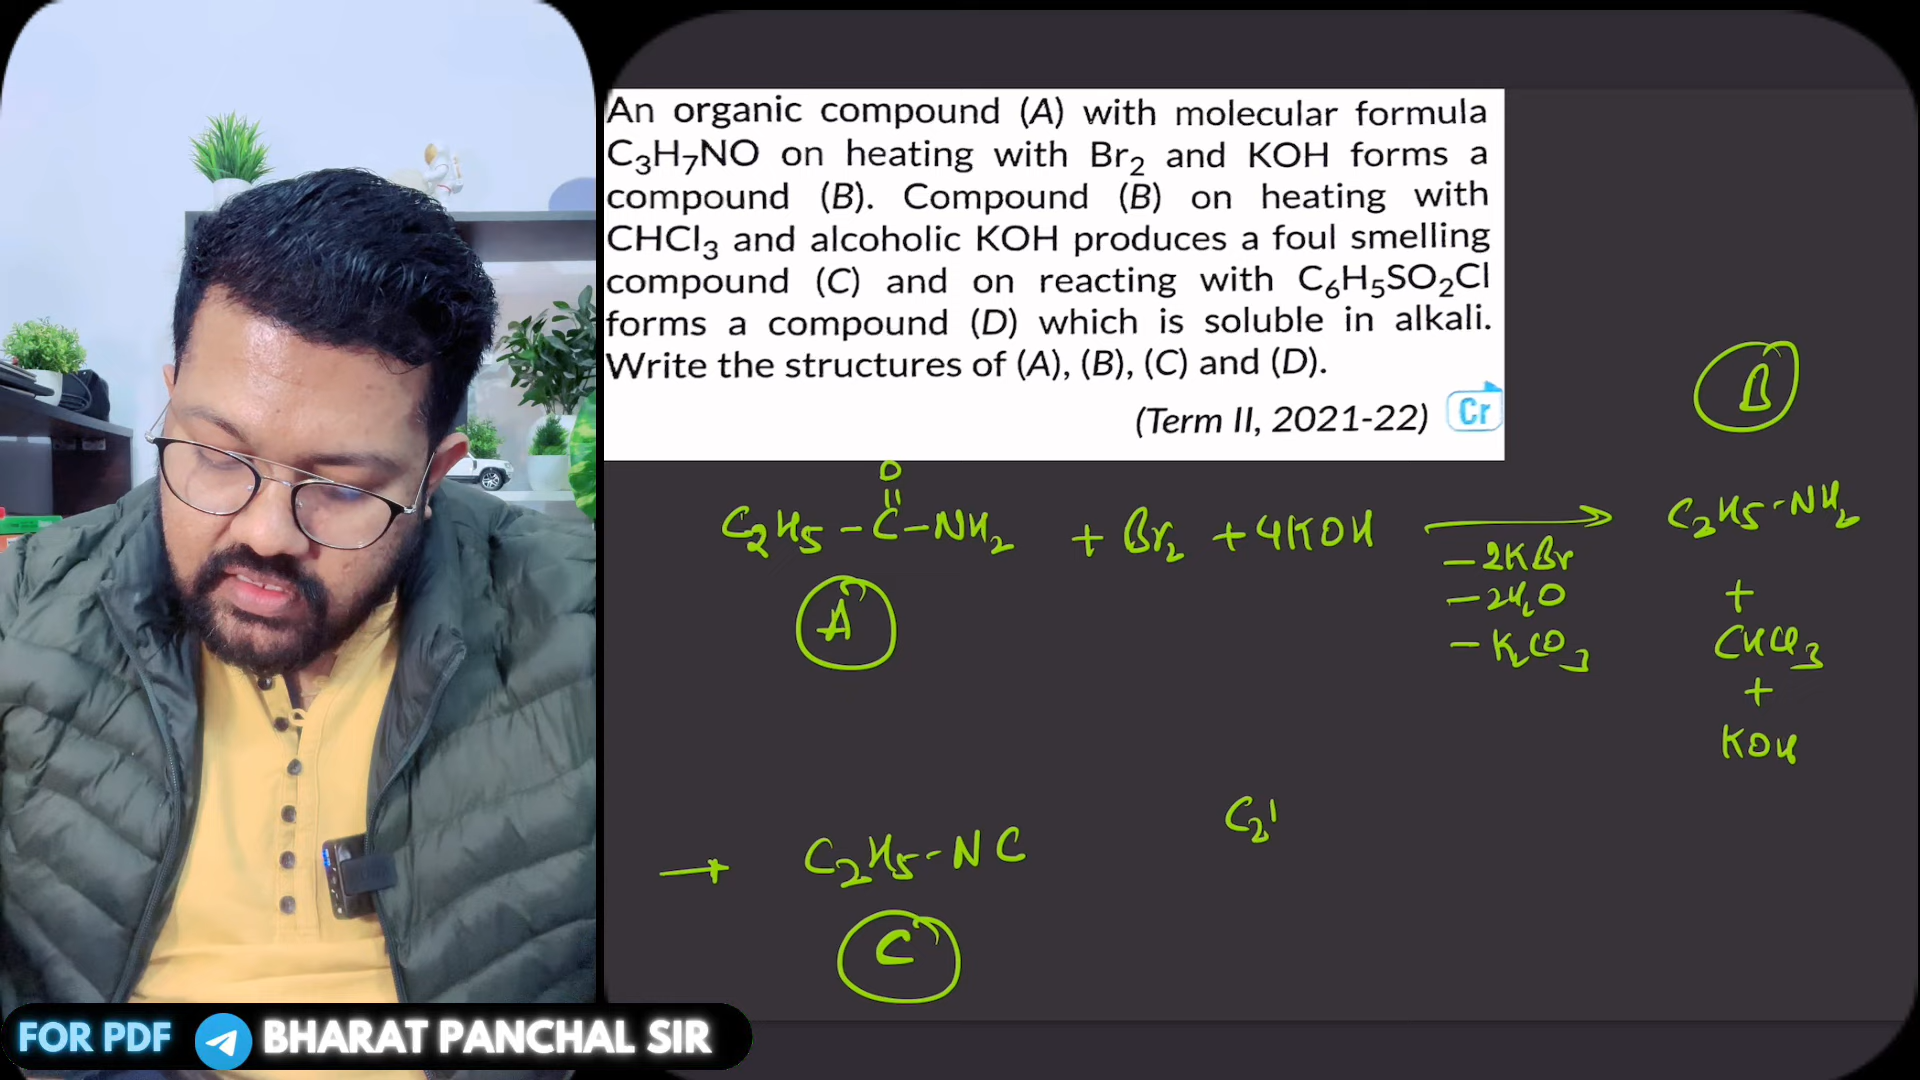 An organic compound (A) with molecular formula
C₃H₇NO on heating with Br₂ and KOH forms a
compound (B). Compound (B) on heating with
CHCl₃ and alcoholic KOH produces a foul smelling
compound (C) and on reacting with C₆H₅SO₂Cl
forms a compound (D) which is soluble in alkali.
Write the structures of (A), (B), (C) and (D).
(Term II, 2021-22) Cr
B
O
||
C₂H₅-C-NH₂ + Br₂ + 4KOH → C₂H₅-NH₂
A
-2KBr
-2H₂O
-K₂CO₃
+
CHCl₃
+
KOH
→ C₂H₅-NC
C
C₂
FOR PDF BHARAT PANCHAL SIR